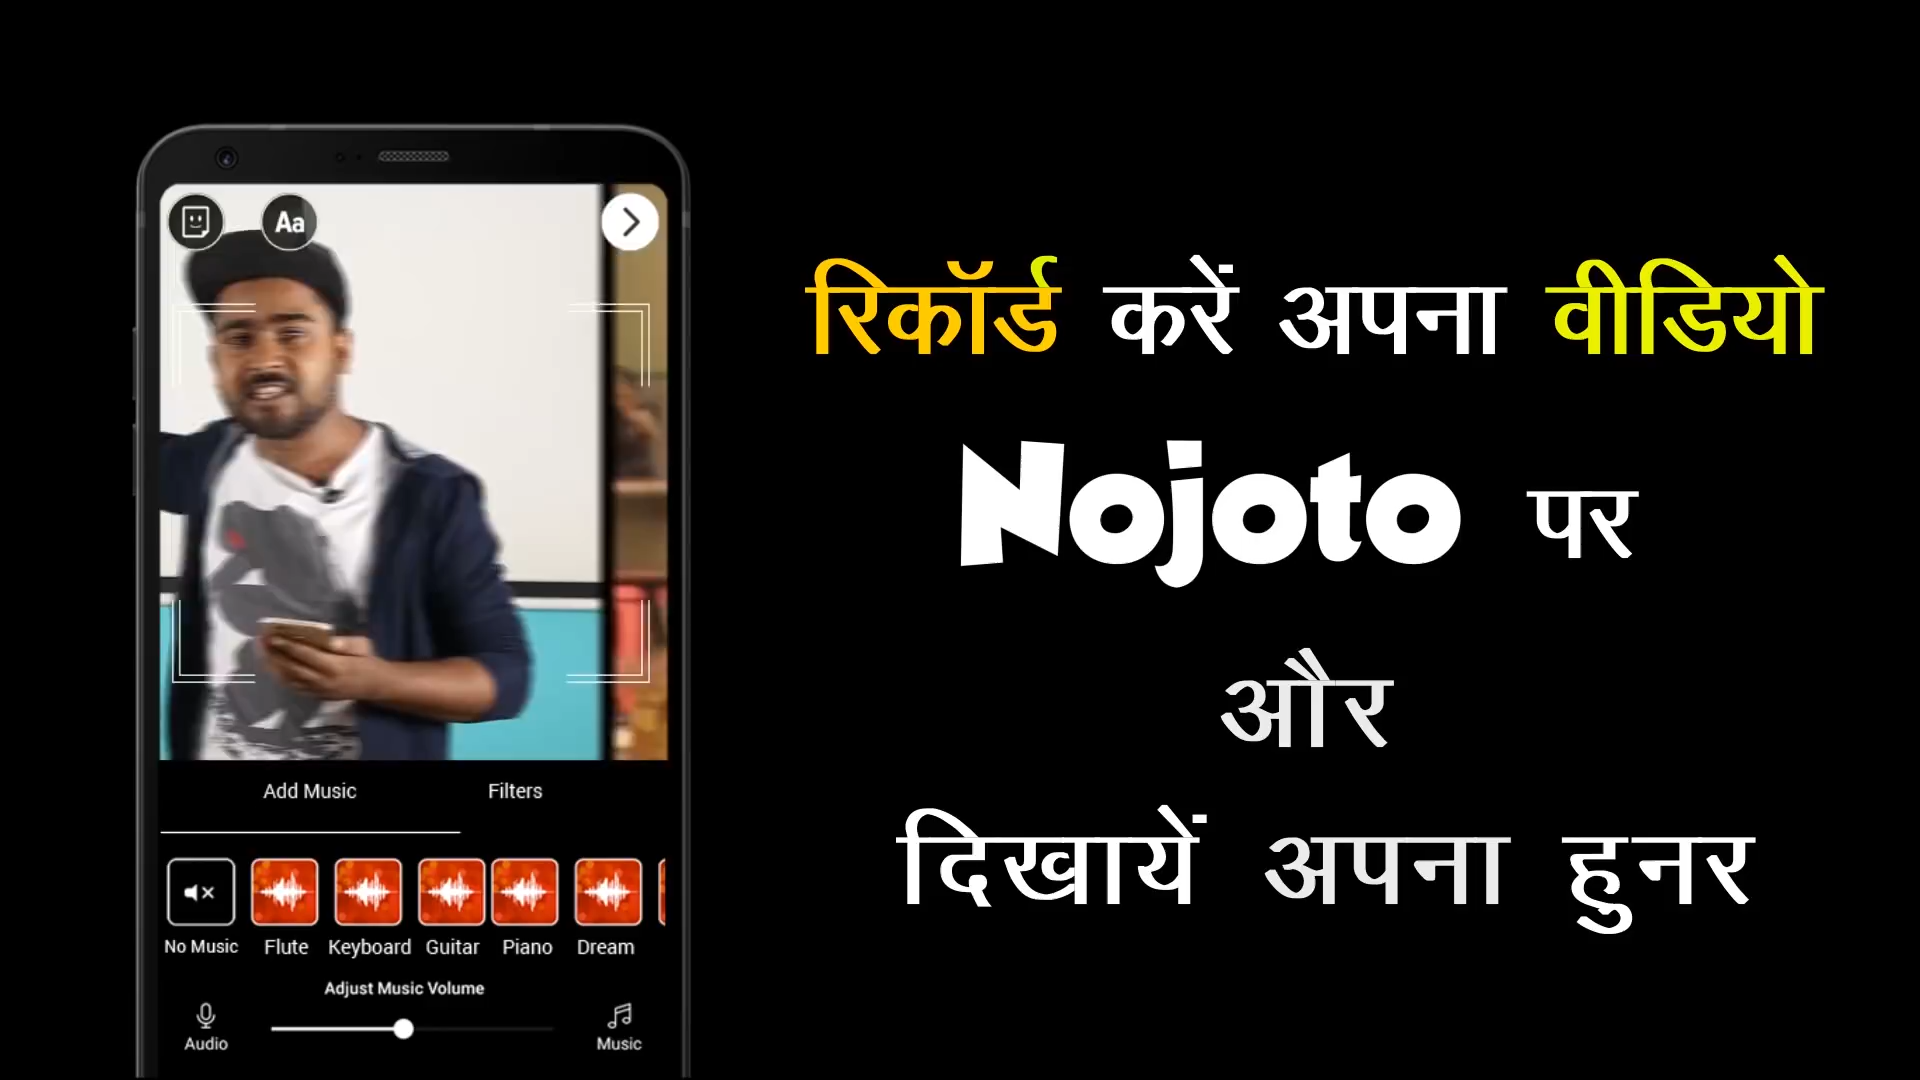 Aa
रिकॉर्ड करें अपना वीडियो
Nojoto पर
और
दिखायें अपना हुनर
Add Music Filters
No Music Flute Keyboard Guitar Piano Dream
Adjust Music Volume
Audio Music